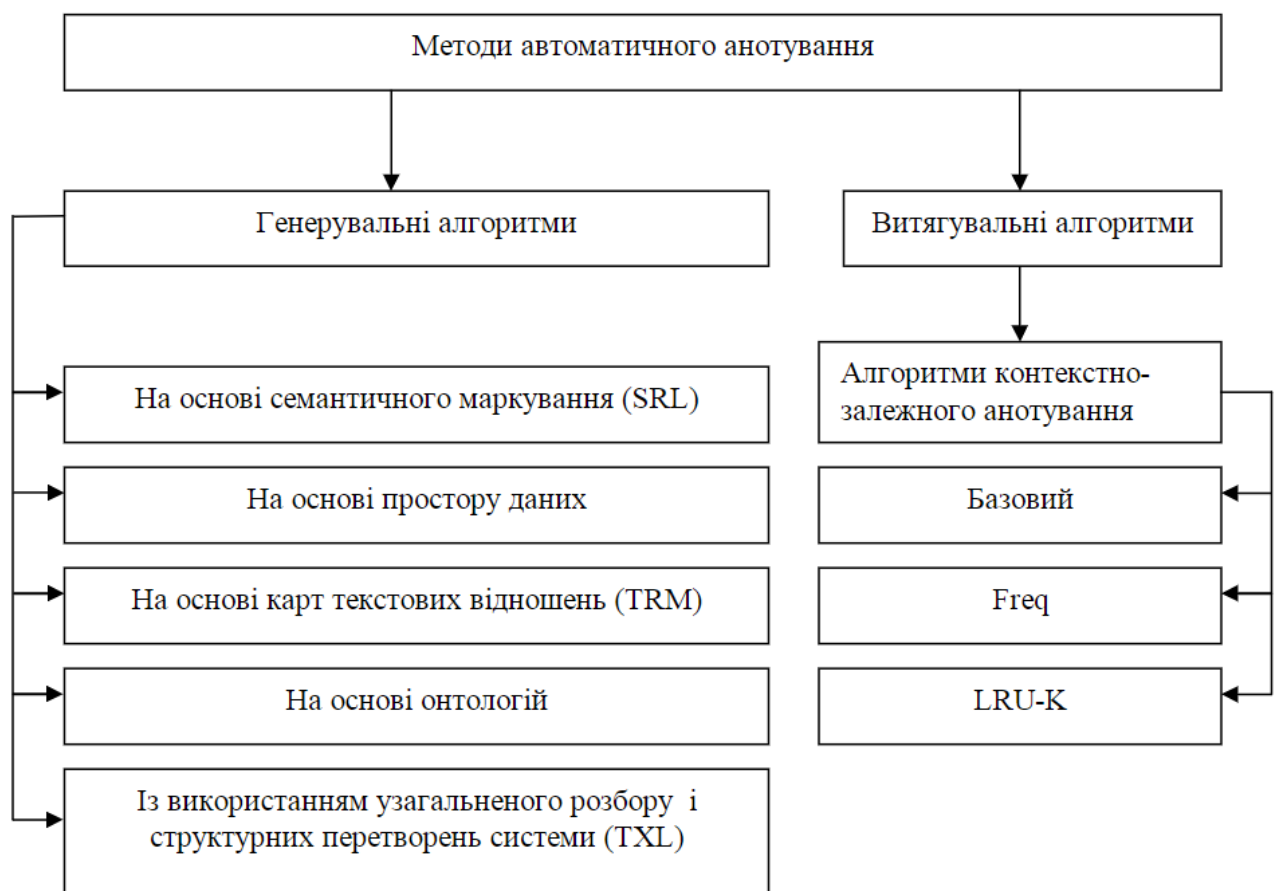 Методи автоматичного анотування
Генерувальні алгоритми
Витягувальні алгоритми
На основі семантичного маркування (SRL)
На основі простору даних
На основі карт текстових відношень (TRM)
На основі онтологій
Із використанням узагальненого розбору і
структурних перетворень системи (TXL)
Алгоритми контекстно-
залежного анотування
Базовий
Freq
LRU-K